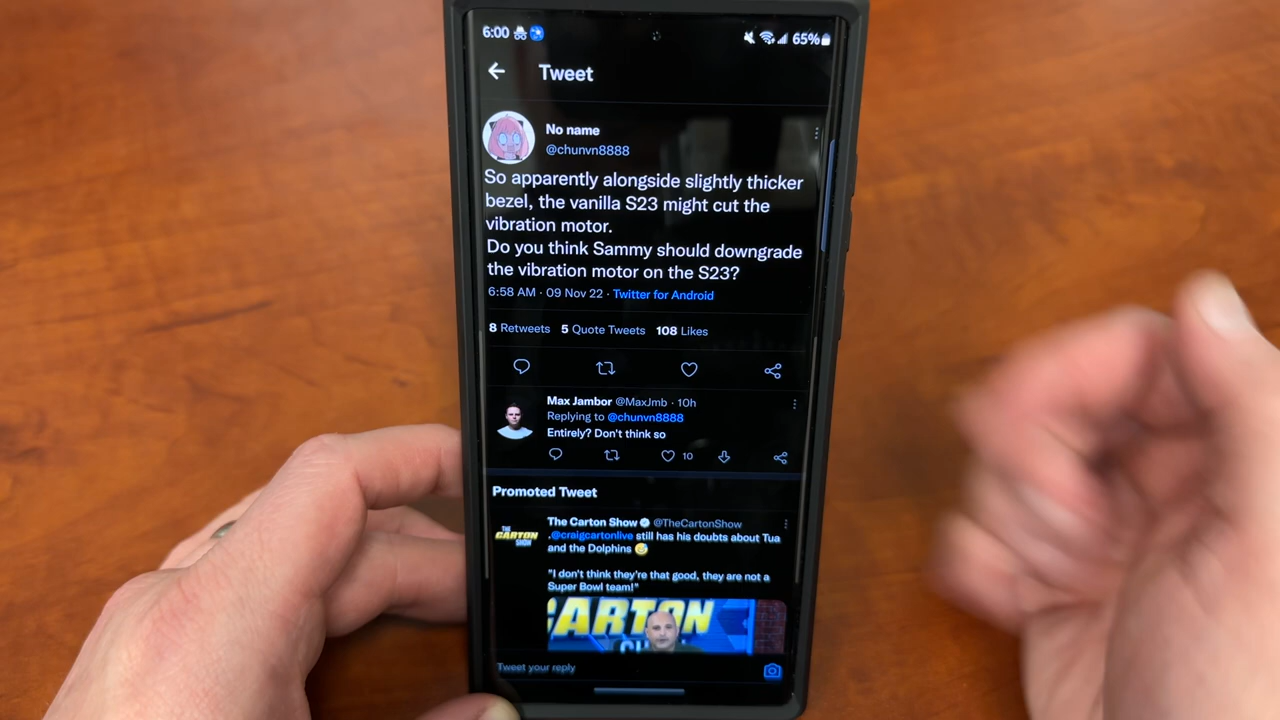 6:00 65%
Tweet
No name
@chunvn8888
So apparently alongside slightly thicker
bezel, the vanilla S23 might cut the
vibration motor.
Do you think Sammy should downgrade
the vibration motor on the S23?
6:58 AM · 09 Nov 22 · Twitter for Android
8 Retweets 5 Quote Tweets 108 Likes
Max Jambor @MaxJmb · 10h
Replying to @chunvn8888
Entirely? Don't think so
10
Promoted Tweet
The Carton Show @TheCartonShow
THE
CARTON
SHOW
.@craigcartonlive still has his doubts about Tua
and the Dolphins 😅
"I don't think they're that good, they are not a
Super Bowl team!"
CARTON
Tweet your reply